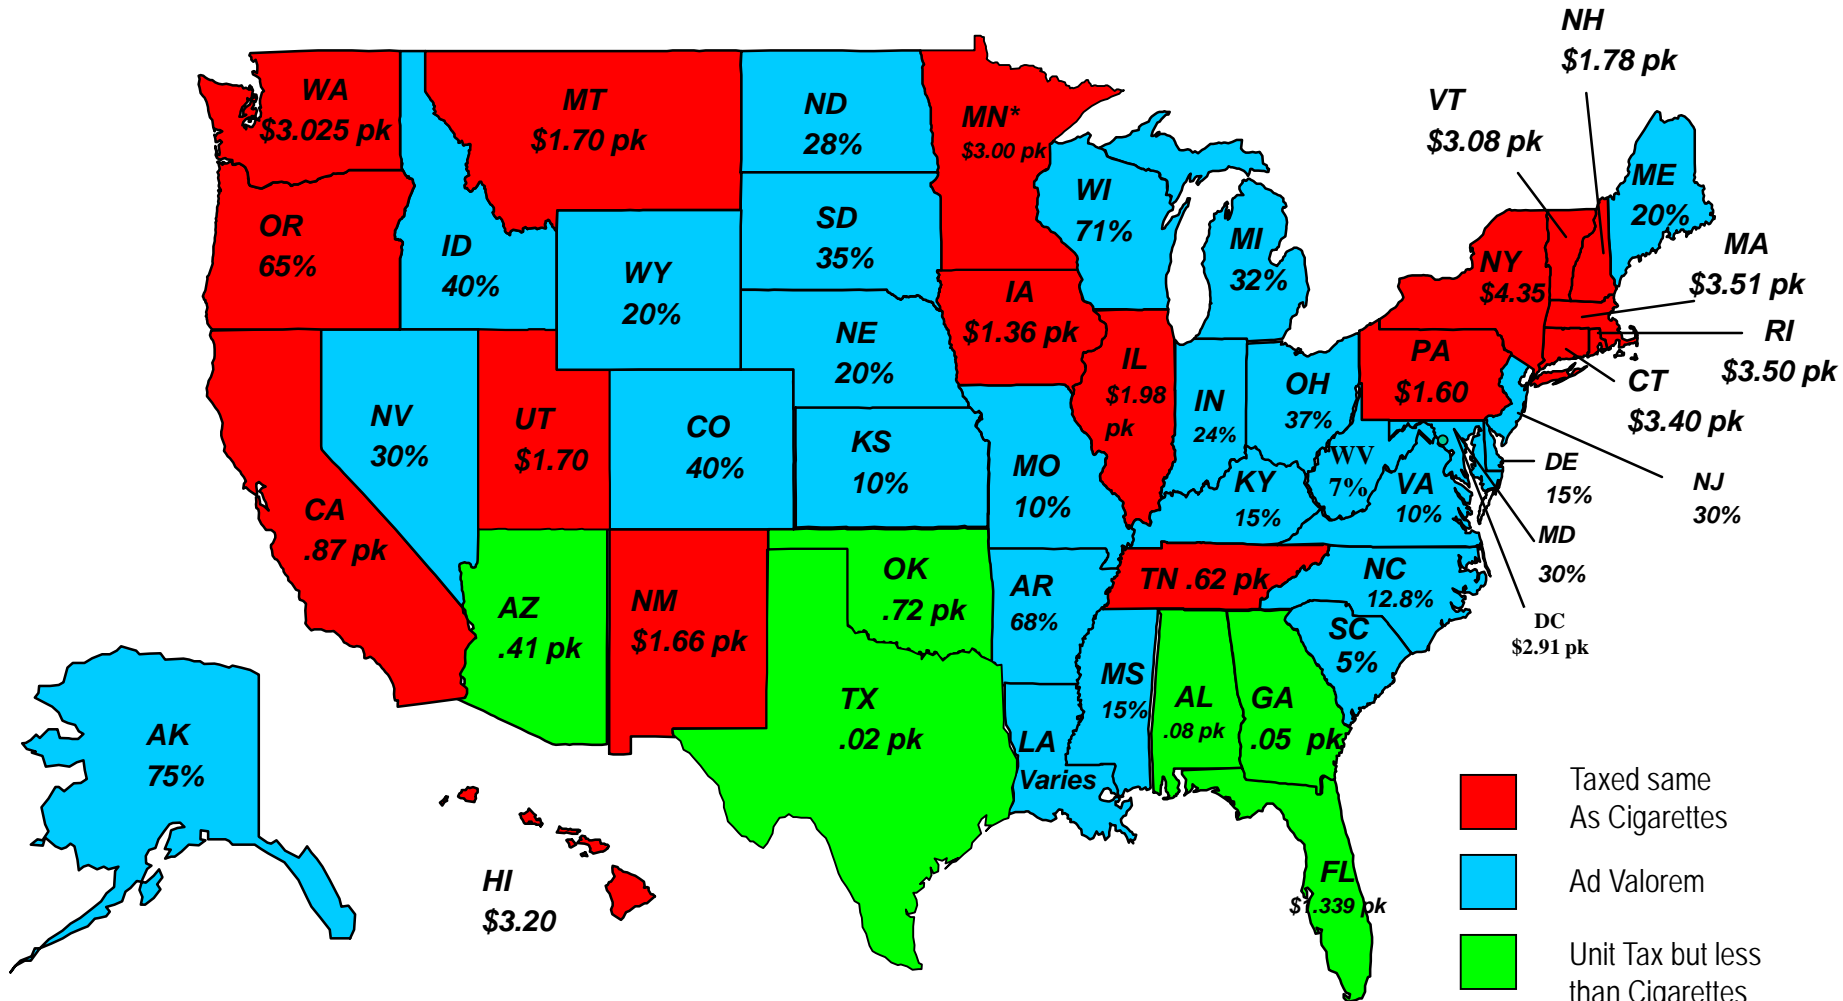 NH
$1.78 pk
VT
$3.08 pk
WA
$3.025 pk
MT
$1.70 pk
ND
28%
MN*
$3.00 pk
WI
71%
ME
20%
OR
65%
ID
40%
SD
35%
MI
32%
NY
$4.35
MA
$3.51 pk
WY
20%
IA
$1.36 pk
RI
$3.50 pk
NE
20%
IL
$1.98
pk
PA
$1.60
CT
$3.40 pk
NV
30%
UT
$1.70
CO
40%
KS
10%
MO
10%
IN
24%
OH
37%
WV
7%
VA
10%
KY
15%
DE
15%
NJ
30%
MD
30%
CA
.87 pk
AZ
.41 pk
NM
$1.66 pk
OK
.72 pk
AR
68%
TN .62 pk
NC
12.8%
DC
$2.91 pk
SC
5%
TX
.02 pk
MS
15%
AL
.08 pk
GA
.05 pk
LA
Varies
AK
75%
HI
$3.20
FL
$1.339 pk
Taxed same
As Cigarettes
Ad Valorem
Unit Tax but less
than Cigarettes